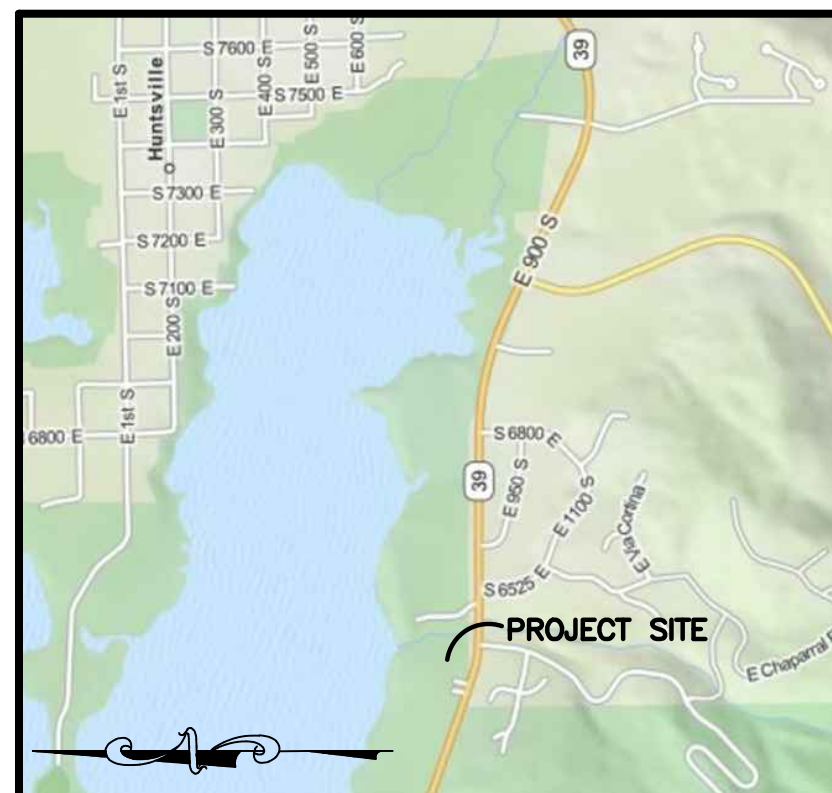 39
S 7600 E
E 500 S
E 600 S
E 1st S
E 400 S
S 7500 E
Huntsville
E 300 S
S 7300 E
S 7200 E
E 900 S
S 7100 E
E 200 S
E 1st S
6800 E
S 6800 E
39
E 950 S
E 1100 S
E Via Cortina
S 6525 E
PROJECT SITE
E Chaparral